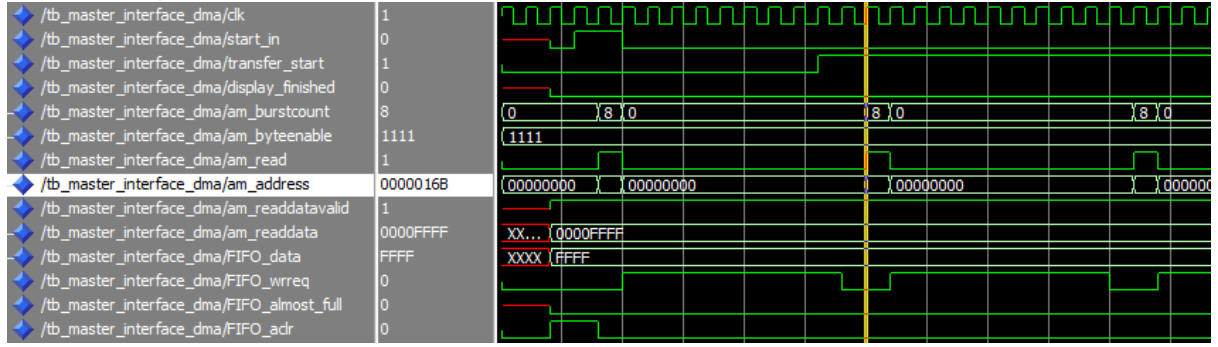 /tb_master_interface_dma/clk 1
/tb_master_interface_dma/start_in 0
/tb_master_interface_dma/transfer_start 1
/tb_master_interface_dma/display_finished 0
/tb_master_interface_dma/am_burstcount 8 0 8 0 8 0 8 0
/tb_master_interface_dma/am_byteenable 1111 1111
/tb_master_interface_dma/am_read 1
/tb_master_interface_dma/am_address 0000016B 00000000 00000000 00000000 000000
/tb_master_interface_dma/am_readdatavalid 1
/tb_master_interface_dma/am_readdata 0000FFFF XX... 0000FFFF
/tb_master_interface_dma/FIFO_data FFFF XXXX FFFF
/tb_master_interface_dma/FIFO_wrreq 0
/tb_master_interface_dma/FIFO_almost_full 0
/tb_master_interface_dma/FIFO_aclr 0